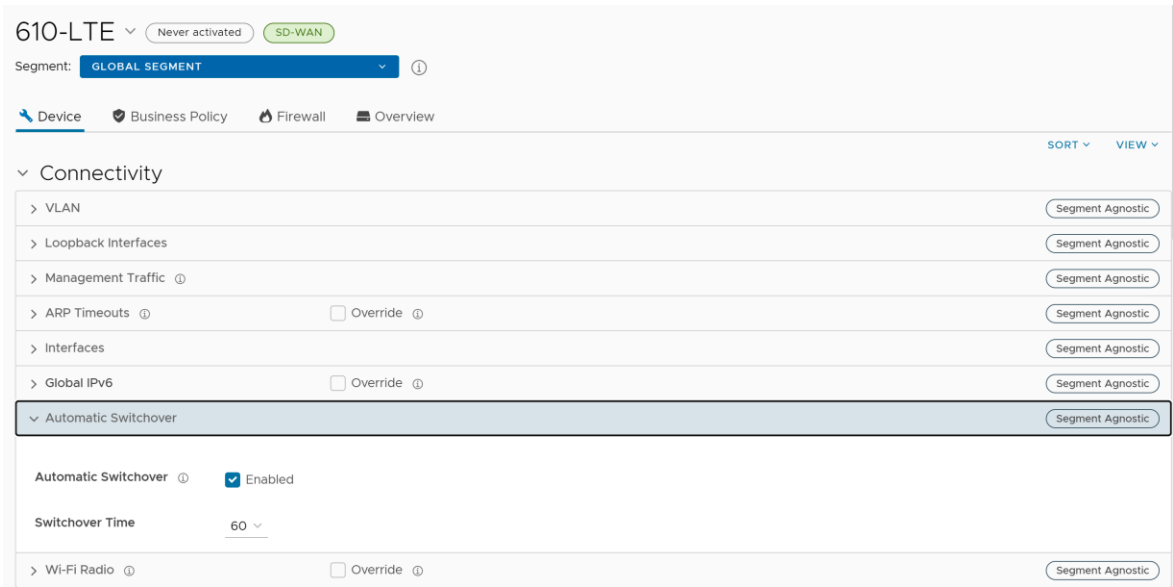 610-LTE Never activated SD-WAN
Segment: GLOBAL SEGMENT
Device Business Policy Firewall Overview
SORT VIEW
Connectivity
VLAN Segment Agnostic
Loopback Interfaces Segment Agnostic
Management Traffic Segment Agnostic
ARP Timeouts Override Segment Agnostic
Interfaces Segment Agnostic
Global IPv6 Override Segment Agnostic
Automatic Switchover Segment Agnostic
Automatic Switchover Enabled
Switchover Time 60
Wi-Fi Radio Override Segment Agnostic